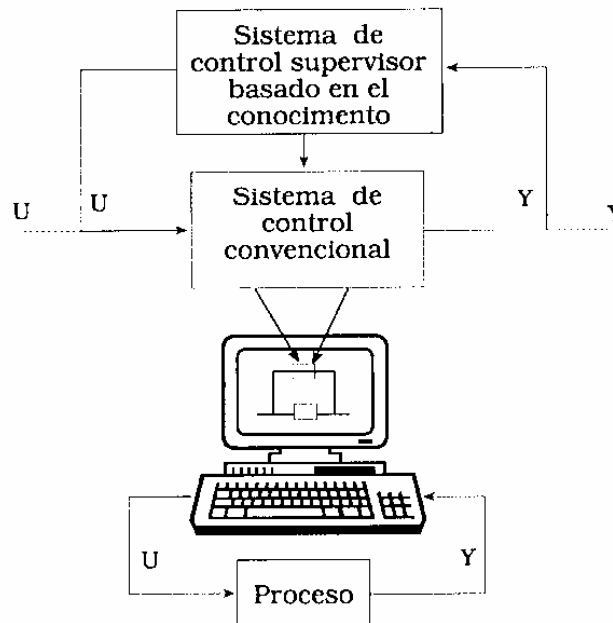 Sistema de
control supervisor
basado en el
conocimento
U
U
Y
Y
Sistema de
control
convencional
U
Y
Proceso